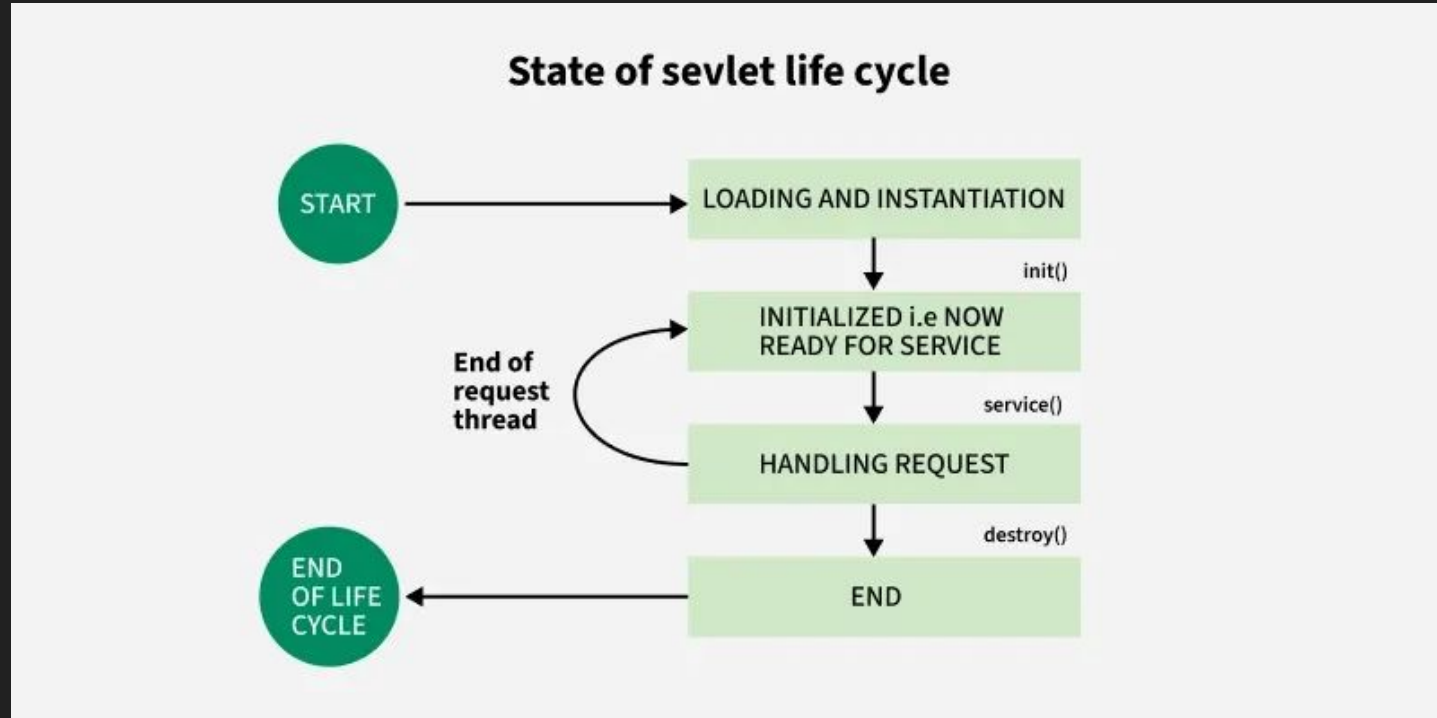 State of sevlet life cycle
START
LOADING AND INSTANTIATION
init()
INITIALIZED i.e NOW
READY FOR SERVICE
End of
request
thread
service()
HANDLING REQUEST
destroy()
END
OF LIFE
CYCLE
END